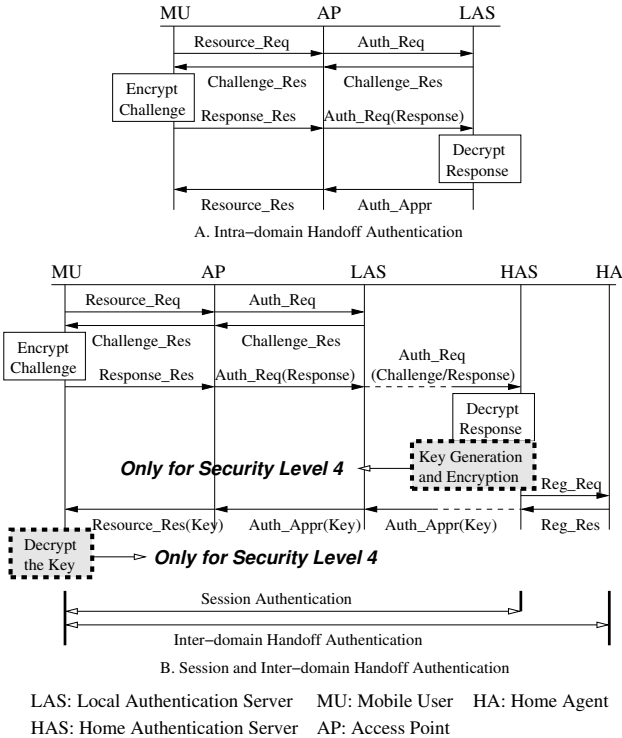 MU AP LAS
Resource_Req Auth_Req
Challenge_Res Challenge_Res
Encrypt
Challenge
Response_Res Auth_Req(Response)
Decrypt
Response
Resource_Res Auth_Appr
A. Intra−domain Handoff Authentication
MU AP LAS HAS HA
Resource_Req Auth_Req
Challenge_Res Challenge_Res
Encrypt
Challenge
Auth_Req
Response_Res Auth_Req(Response) (Challenge/Response)
Decrypt
Response
Only for Security Level 4
Key Generation
and Encryption
Reg_Req
Resource_Res(Key) Auth_Appr(Key) Auth_Appr(Key) Reg_Res
Decrypt
the Key
Only for Security Level 4
Session Authentication
Inter−domain Handoff Authentication
B. Session and Inter−domain Handoff Authentication
LAS: Local Authentication Server MU: Mobile User HA: Home Agent
HAS: Home Authentication Server AP: Access Point